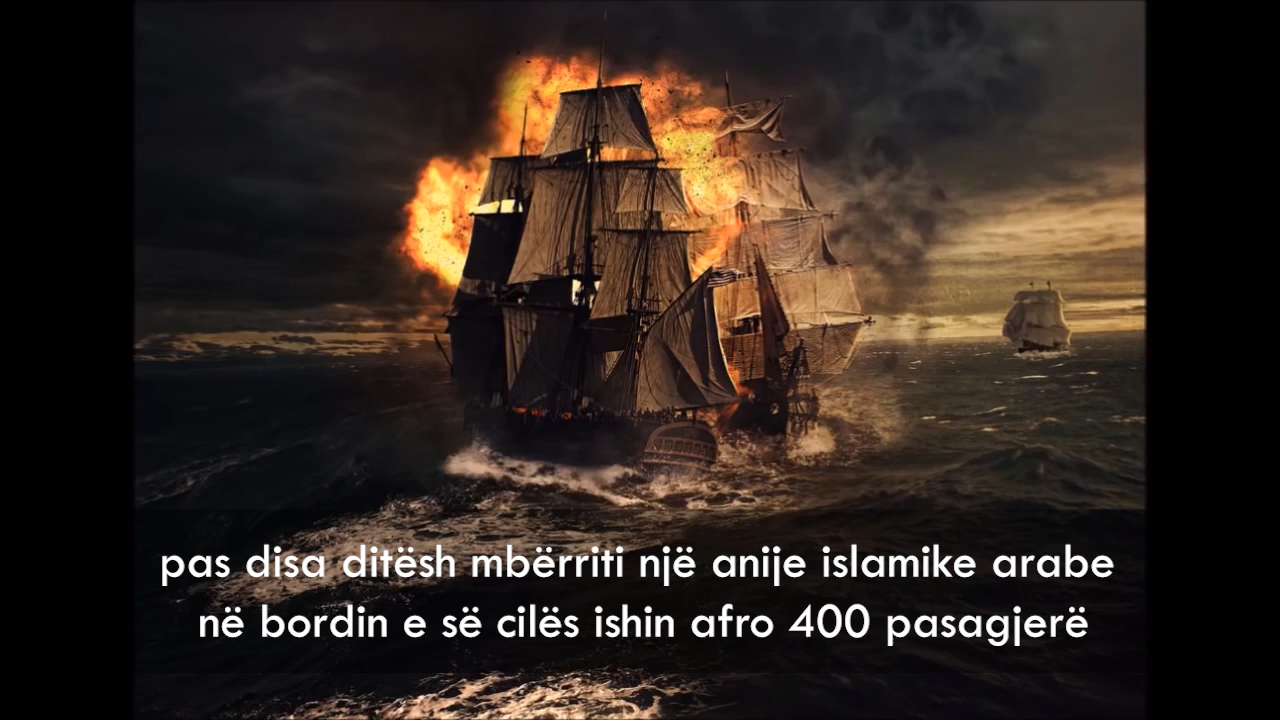 pas disa ditësh mbërriti një anije islamike arabe
në bordin e së cilës ishin afro 400 pasagjerë